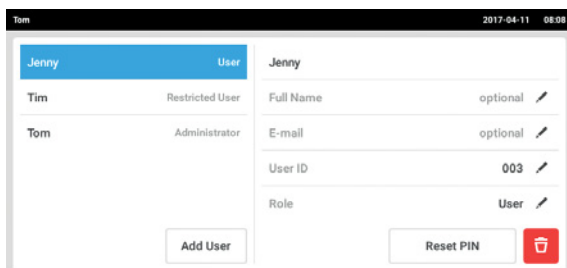 Tom 2017-04-11 08:08
Jenny User
Tim Restricted User
Tom Administrator
Add User
Jenny
Full Name optional
E-mail optional
User ID 003
Role User
Reset PIN